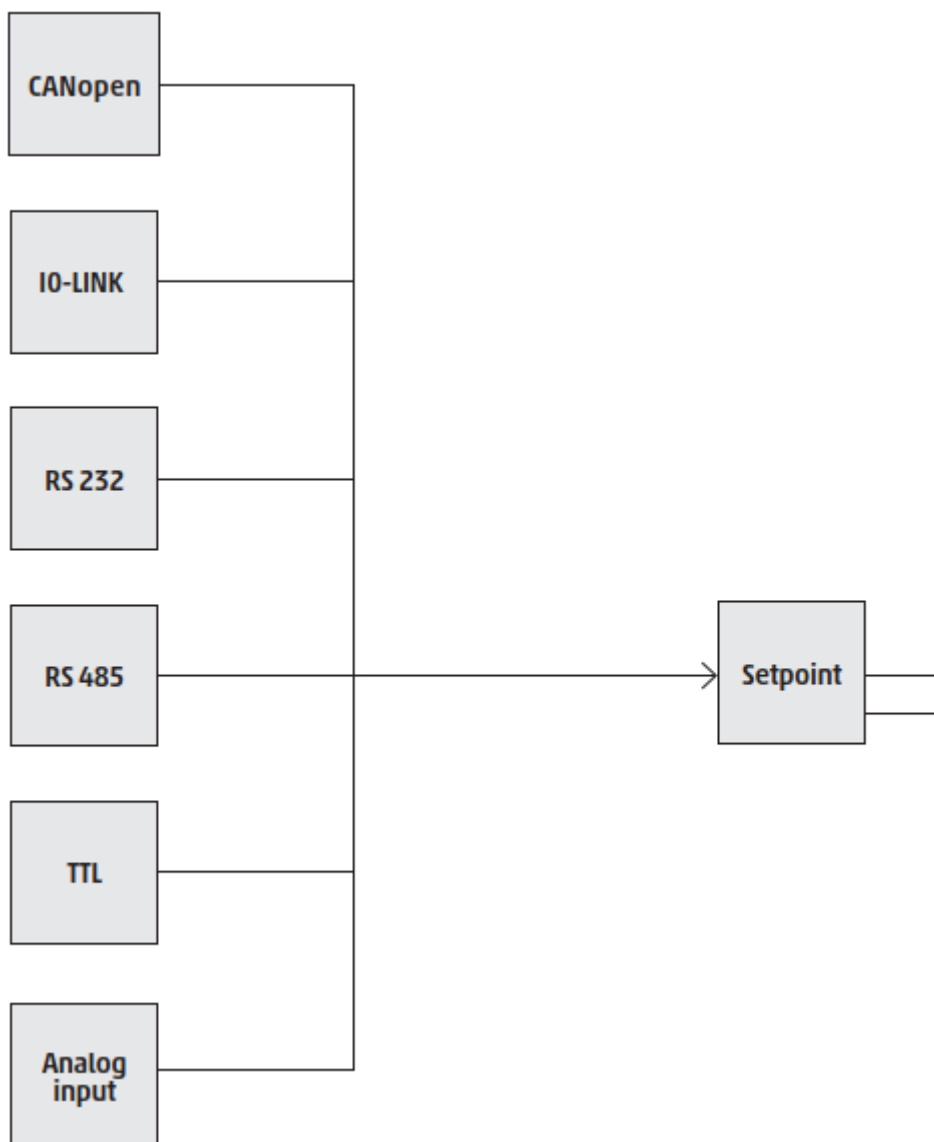 CANopen
IO-LINK
RS 232
RS 485
Setpoint
TTL
Analog
input